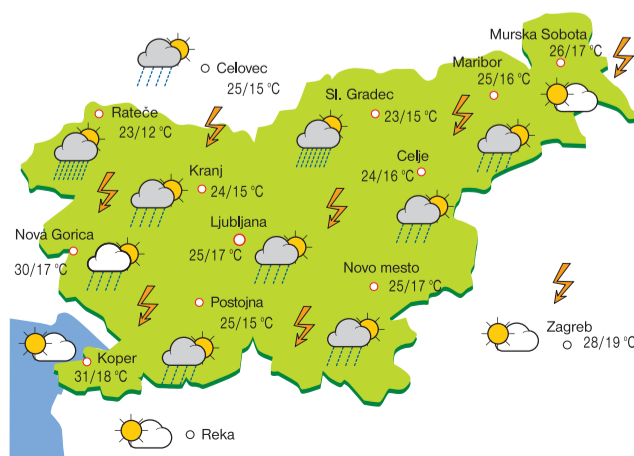 Murska Sobota
26/17 °C
Celovec
25/15 °C
Maribor
25/16 °C
Sl. Gradec
23/15 °C
Rateče
23/12 °C
Celje
24/16 °C
Kranj
24/15 °C
Ljubljana
25/17 °C
Nova Gorica
30/17 °C
Novo mesto
25/17 °C
Postojna
25/15 °C
Zagreb
28/19 °C
Koper
31/18 °C
Reka